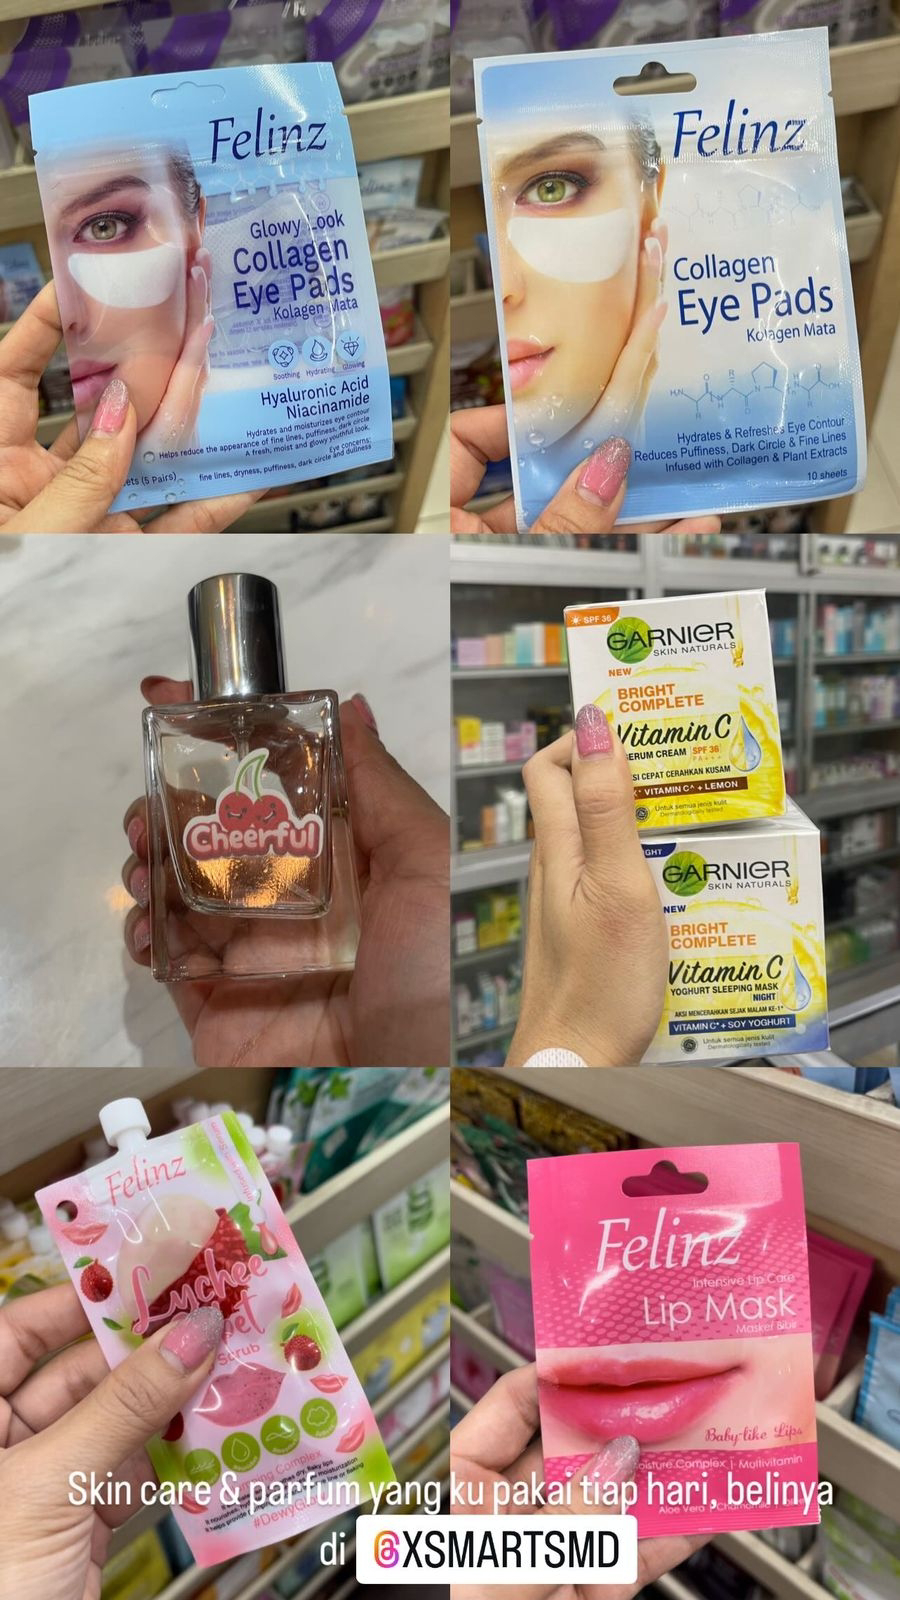 Felinz
Glowy Look
Collagen
Eye Pads
Kolagen Mata
Soothing Hydrating Glowing
Hyaluronic Acid
Niacinamide
Hydrates and moisturizes eye contour
Helps reduce the appearance of fine lines, puffiness, dark circle
A fresh, moist and glowy youthful look.
Eye concerns:
fine lines, dryness, puffiness, dark circle and dullness
(5 Pairs)
Felinz
Collagen
Eye Pads
Kolagen Mata
Hydrates & Refreshes Eye Contour
Reduces Puffiness, Dark Circle & Fine Lines
Infused with Collagen & Plant Extracts
10 sheets
Cheerful
SPF 36
GARNIER
SKIN NATURALS
NEW
BRIGHT
COMPLETE
Vitamin C
SERUM CREAM SPF 36
PA+++
CEPAT CERAHKAN KUSAM
VITAMIN C^ + LEMON
Untuk semua jenis kulit
Dermatologically tested
GARNIER
SKIN NATURALS
NEW
BRIGHT
COMPLETE
Vitamin C
YOGHURT SLEEPING MASK
NIGHT
AKSI MENCERAHKAN SEJAK MALAM KE-1*
VITAMIN C* + SOY YOGHURT
Untuk semua jenis kulit
Dermatologically tested
Felinz
Lychee
Scrub
Felinz
Intensive Lip Care
Lip Mask
Masker Bibir
Baby-like Lips
Moisture Complex | Multivitamin
Aloe Vera
Skin care & parfum yang ku pakai tiap hari, belinya
di @XSMARTSMD